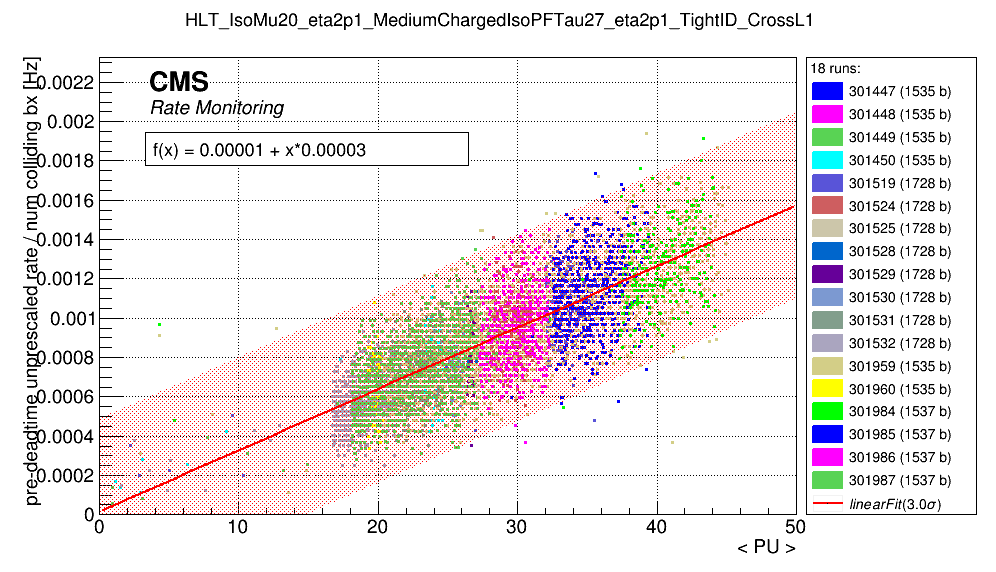 HLT_IsoMu20_eta2p1_MediumChargedIsoPFTau27_eta2p1_TightID_CrossL1
pre-deadtime unprescaled rate / num colliding bx [Hz]
CMS
Rate Monitoring
f(x) = 0.00001 + x*0.00003
0.0022
0.002
0.0018
0.0016
0.0014
0.0012
0.001
0.0008
0.0006
0.0004
0.0002
0
0 10 20 30 40 50
< PU >
18 runs:
301447 (1535 b)
301448 (1535 b)
301449 (1535 b)
301450 (1535 b)
301519 (1728 b)
301524 (1728 b)
301525 (1728 b)
301528 (1728 b)
301529 (1728 b)
301530 (1728 b)
301531 (1728 b)
301532 (1728 b)
301959 (1535 b)
301960 (1535 b)
301984 (1537 b)
301985 (1537 b)
301986 (1537 b)
301987 (1537 b)
linearFit(3.0σ)